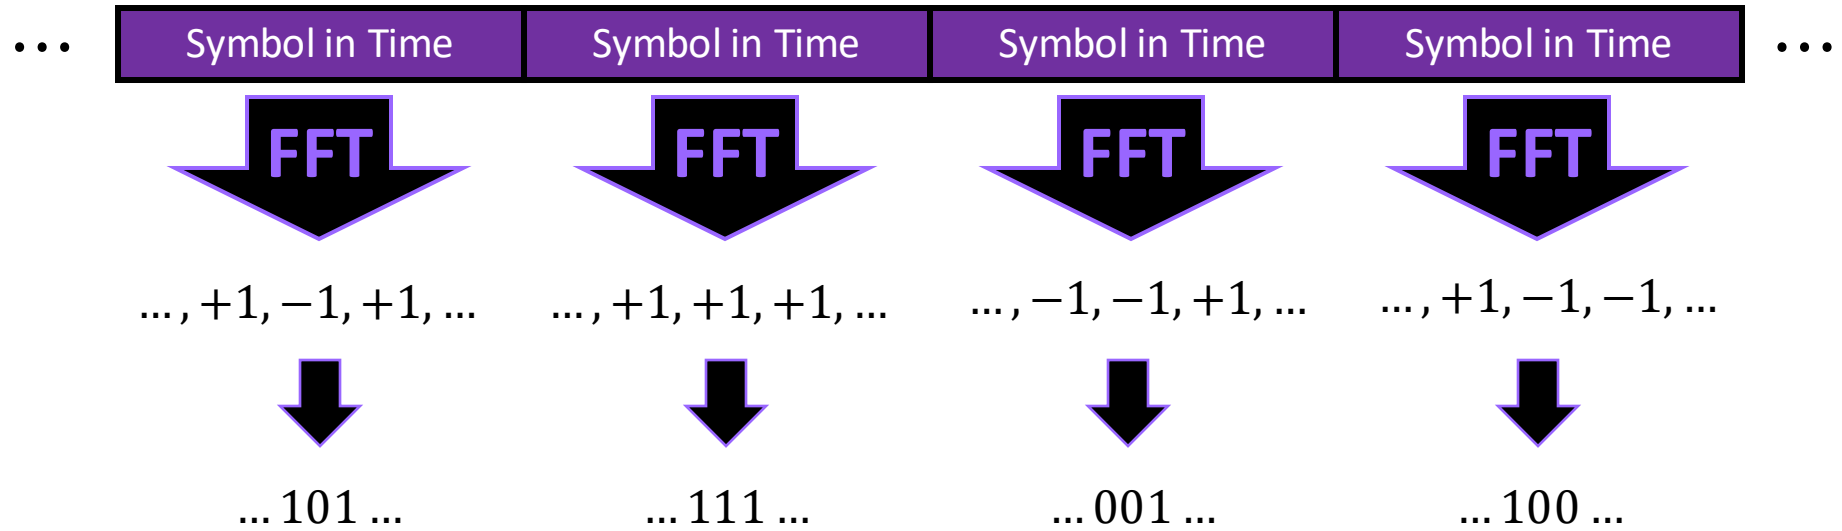 ... Symbol in Time Symbol in Time Symbol in Time Symbol in Time ...
FFT FFT FFT FFT
…, +1, −1, +1, … …, +1, +1, +1, … …, −1, −1, +1, … …, +1, −1, −1, …
… 101 … … 111 … … 001 … … 100 …